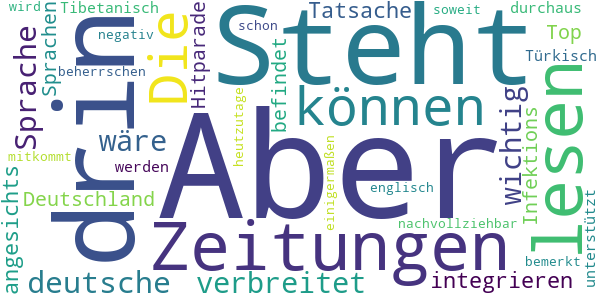 wird
Tibetanisch
Tatsache
soweit
durchaus
Sprachen
negativ
Die
Hitparade
schon
Steht
Top
Sprache
beherrschen
drin
befindet
Türkisch
können
wichtig
lesen
wäre
heutzutage
Aber
Infektions
mitkommt
werden
einigermaßen
englisch
angesichts
Deutschland
Zeitungen
nachvollziehbar
unterstützt
deutsche
verbreitet
integrieren
bemerkt